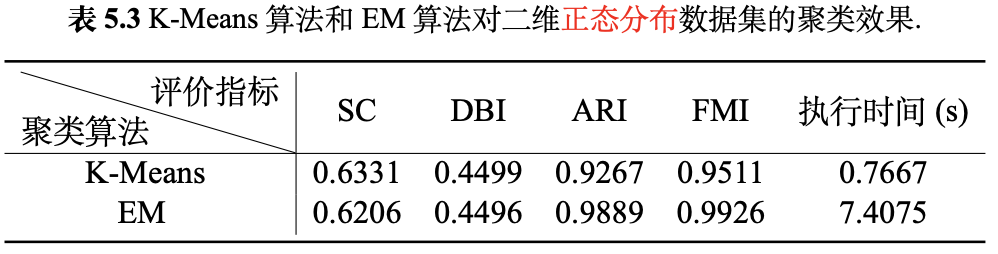 表 5.3 K-Means 算法和 EM 算法对二维正态分布数据集的聚类效果.
评价指标
聚类算法 SC DBI ARI FMI 执行时间 (s)
K-Means 0.6331 0.4499 0.9267 0.9511 0.7667
EM 0.6206 0.4496 0.9889 0.9926 7.4075